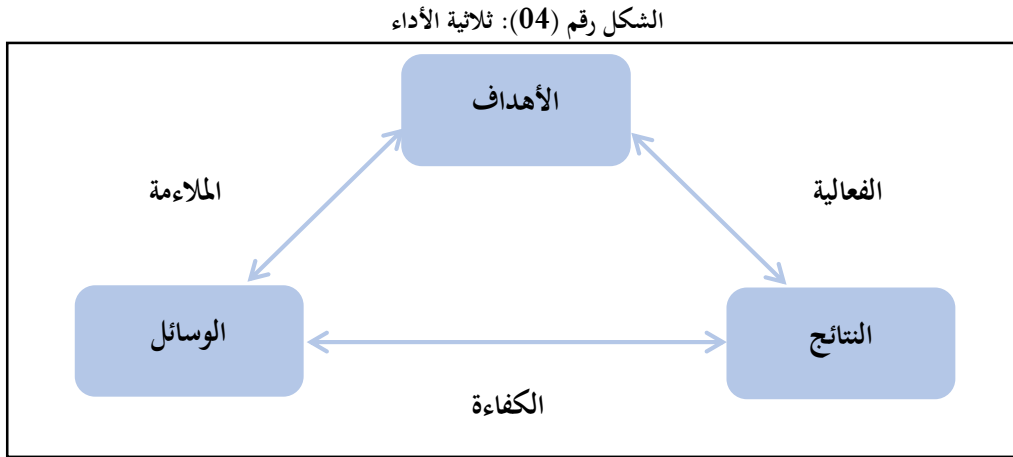 الشكل رقم (04): ثلاثية الأداء
الأهداف
الملاءمة
الفعالية
الوسائل
النتائج
الكفاءة